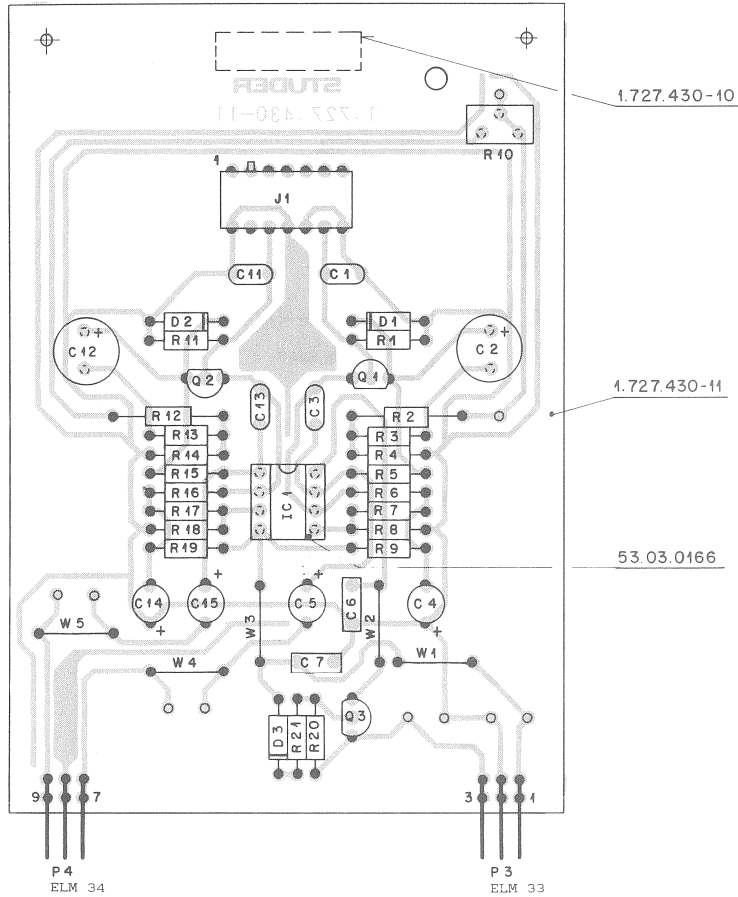 STUDER
1.727.430-11
1.727.430-10
R 10
1
J1
C11
C1
D2
R11
D1
R1
C12
+
C2
+
Q2
Q1
C13
C3
1.727.430-11
R12
R2
R13
R3
R14
R4
R15
R5
R16
R6
R17
R7
R18
R8
R19
R9
IC1
53.03.0166
C14
+
C15
+
C5
+
C6
C4
+
W5
W3
W2
W4
C7
W1
D3
R21
R20
Q3
9
7
3
1
P4
ELM 34
P3
ELM 33